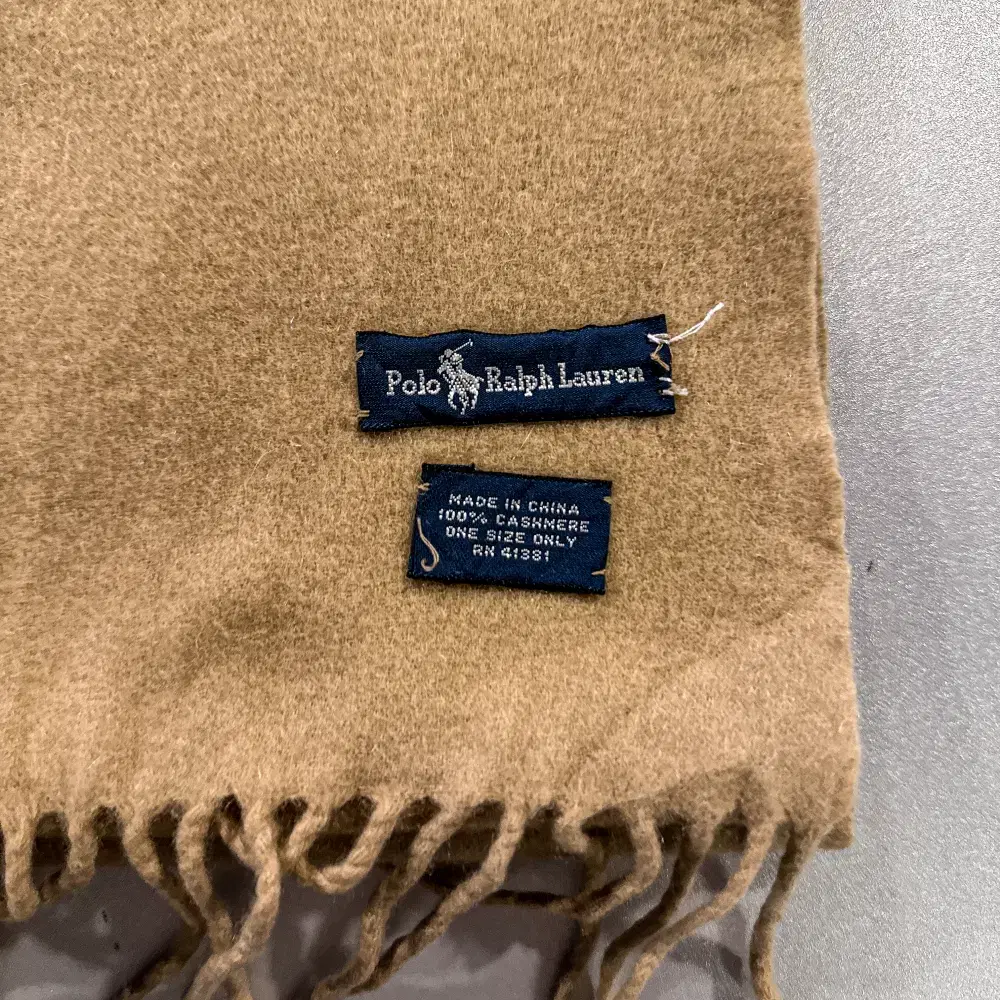 Polo Ralph Lauren
MADE IN CHINA
100% CASHMERE
ONE SIZE ONLY
RN 41381